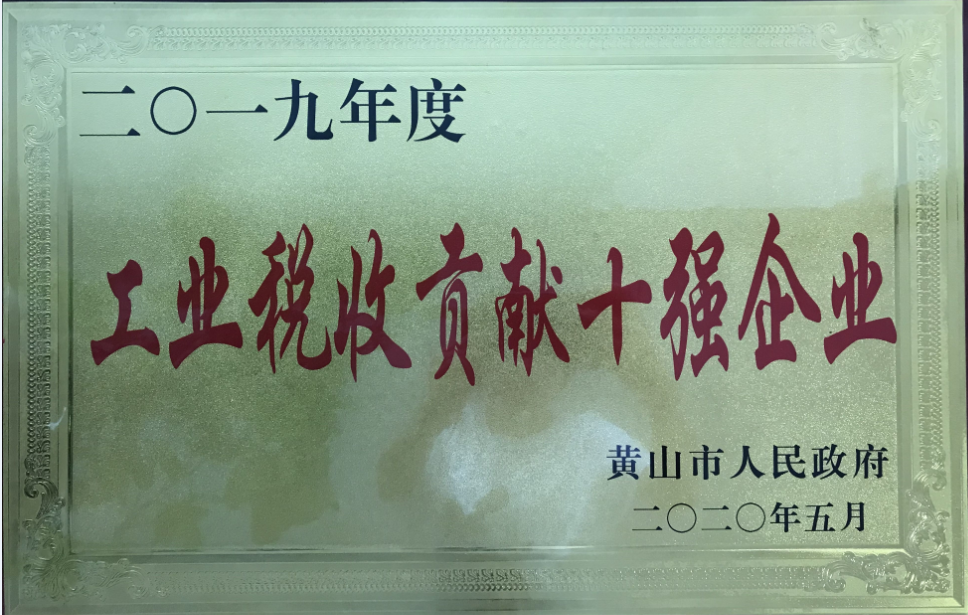 二〇一九年度
工业税收贡献十强企业
黄山市人民政府
二〇二〇年五月